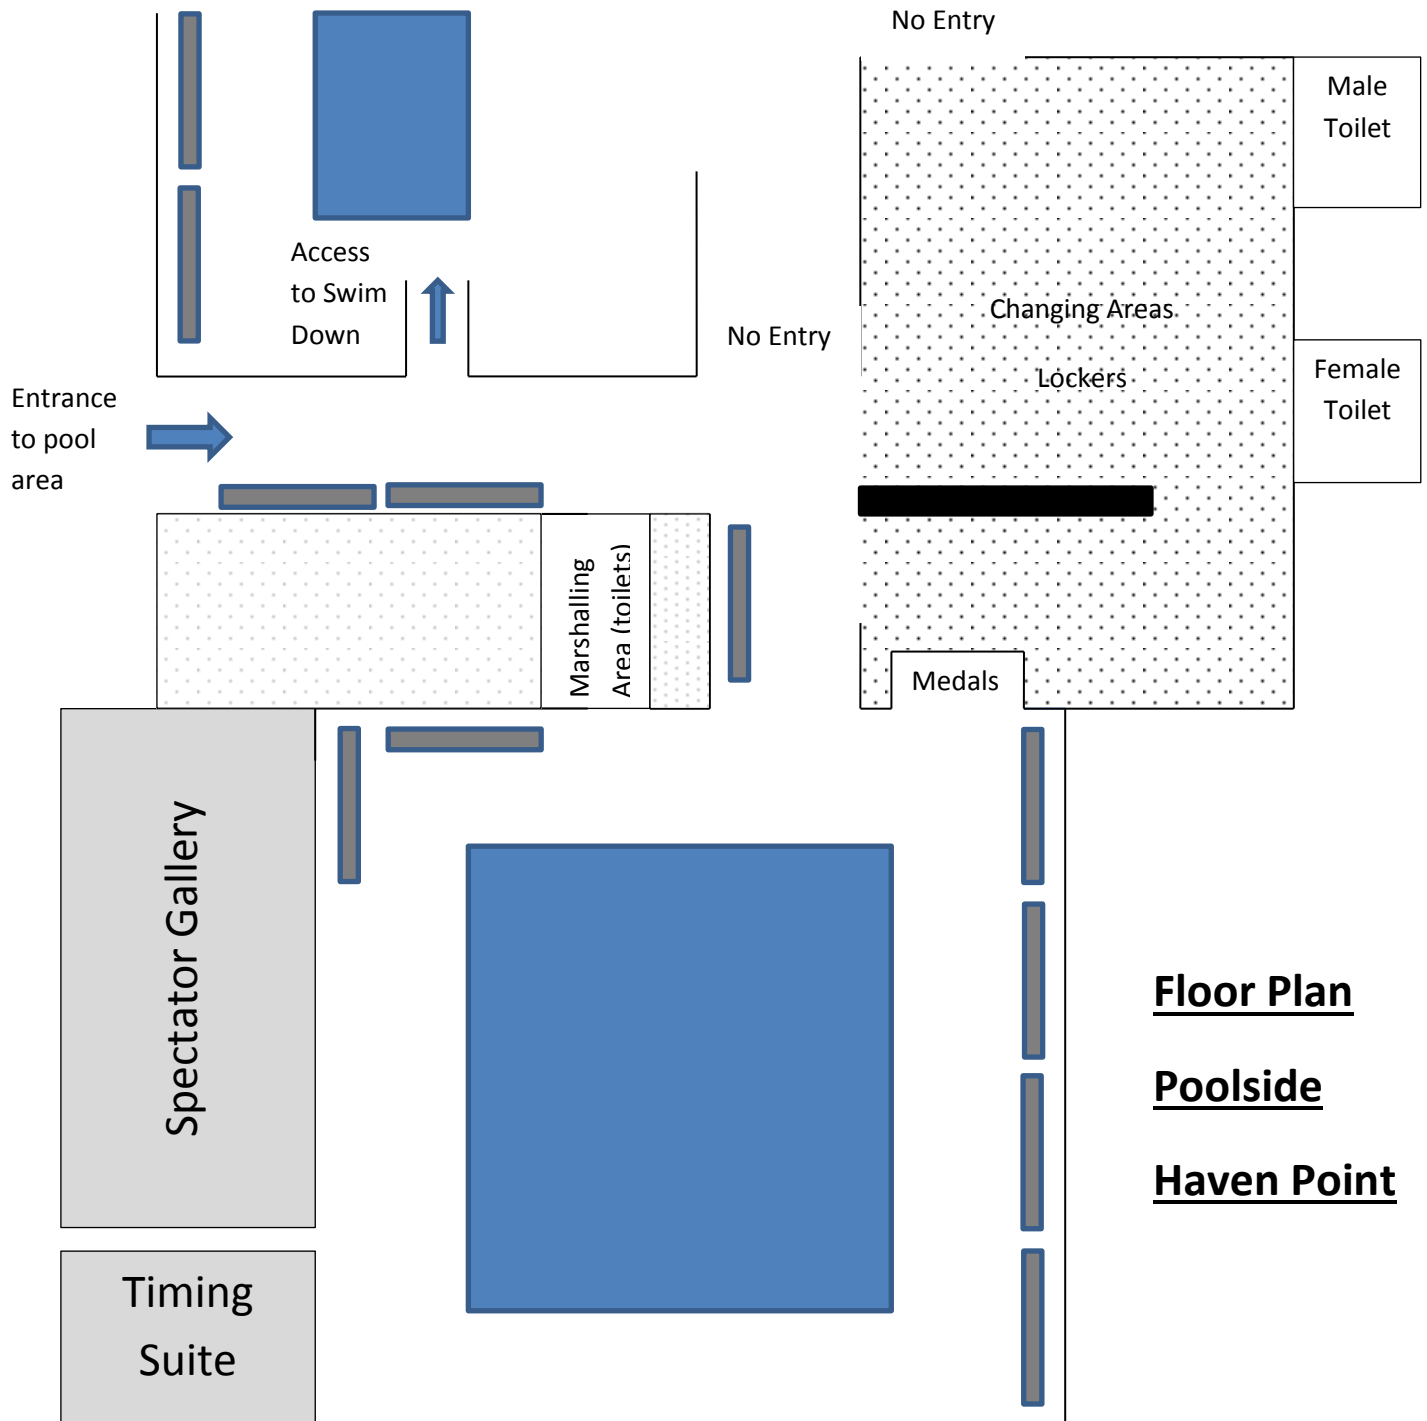 No Entry
Male
Toilet
Access
to Swim
Down
No Entry
Changing Areas
Lockers
Female
Toilet
Entrance
to pool
area
Marshalling
Area (toilets)
Medals
Spectator Gallery
Floor Plan
Poolside
Haven Point
Timing
Suite